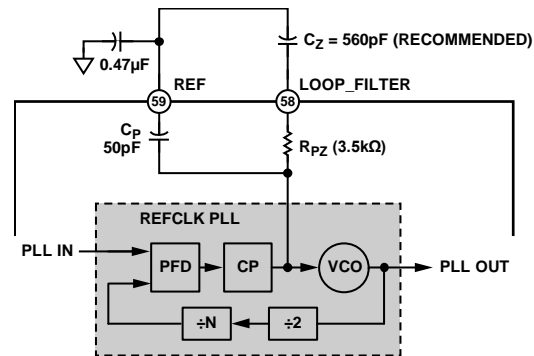 C_Z = 560pF (RECOMMENDED)
0.47µF
REF
LOOP_FILTER
59
58
C_P
50pF
R_PZ (3.5kΩ)
REFCLK PLL
PLL IN
PFD
CP
VCO
PLL OUT
÷N
÷2